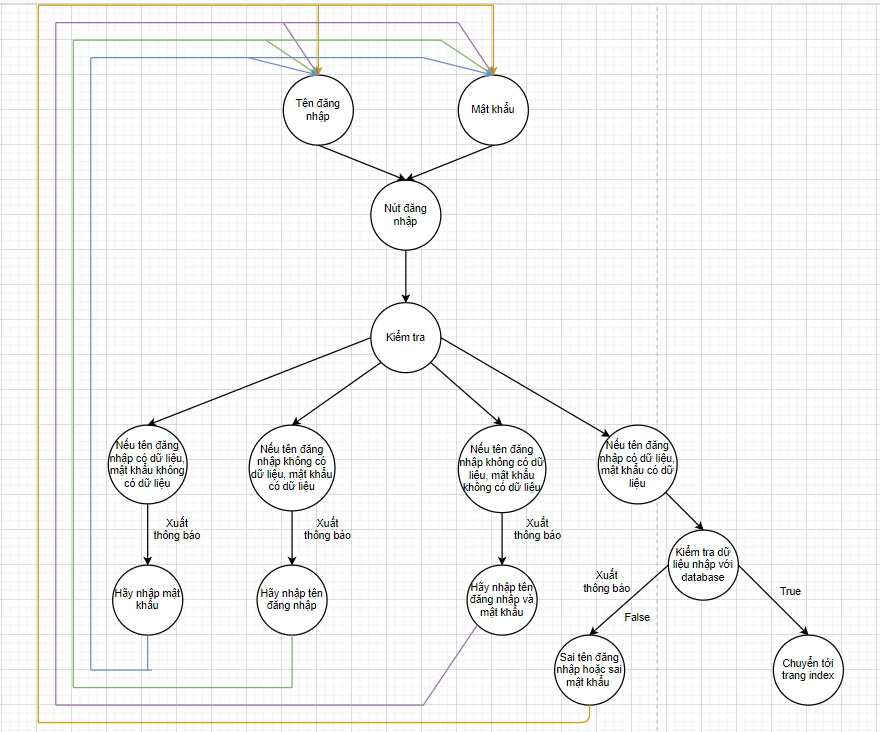 Tên đăng
nhập
Mật khẩu
Nút đăng
nhập
Kiểm tra
Nếu tên đăng
nhập có dữ liệu,
mật khẩu không
có dữ liệu
Nếu tên đăng
nhập không có
dữ liệu, mật khẩu
có dữ liệu
Nếu tên đăng
nhập không có dữ
liệu, mật khẩu
không có dữ liệu
Nếu tên đăng
nhập có dữ liệu,
mật khẩu có dữ
liệu
Xuất
thông báo
Xuất
thông báo
Xuất
thông báo
Kiểm tra dữ
liệu nhập với
database
Xuất
thông báo
False
True
Hãy nhập mật
khẩu
Hãy nhập tên
đăng nhập
Hãy nhập tên
đăng nhập và
mật khẩu
Sai tên đăng
nhập hoặc sai
mật khẩu
Chuyển tới
trang index